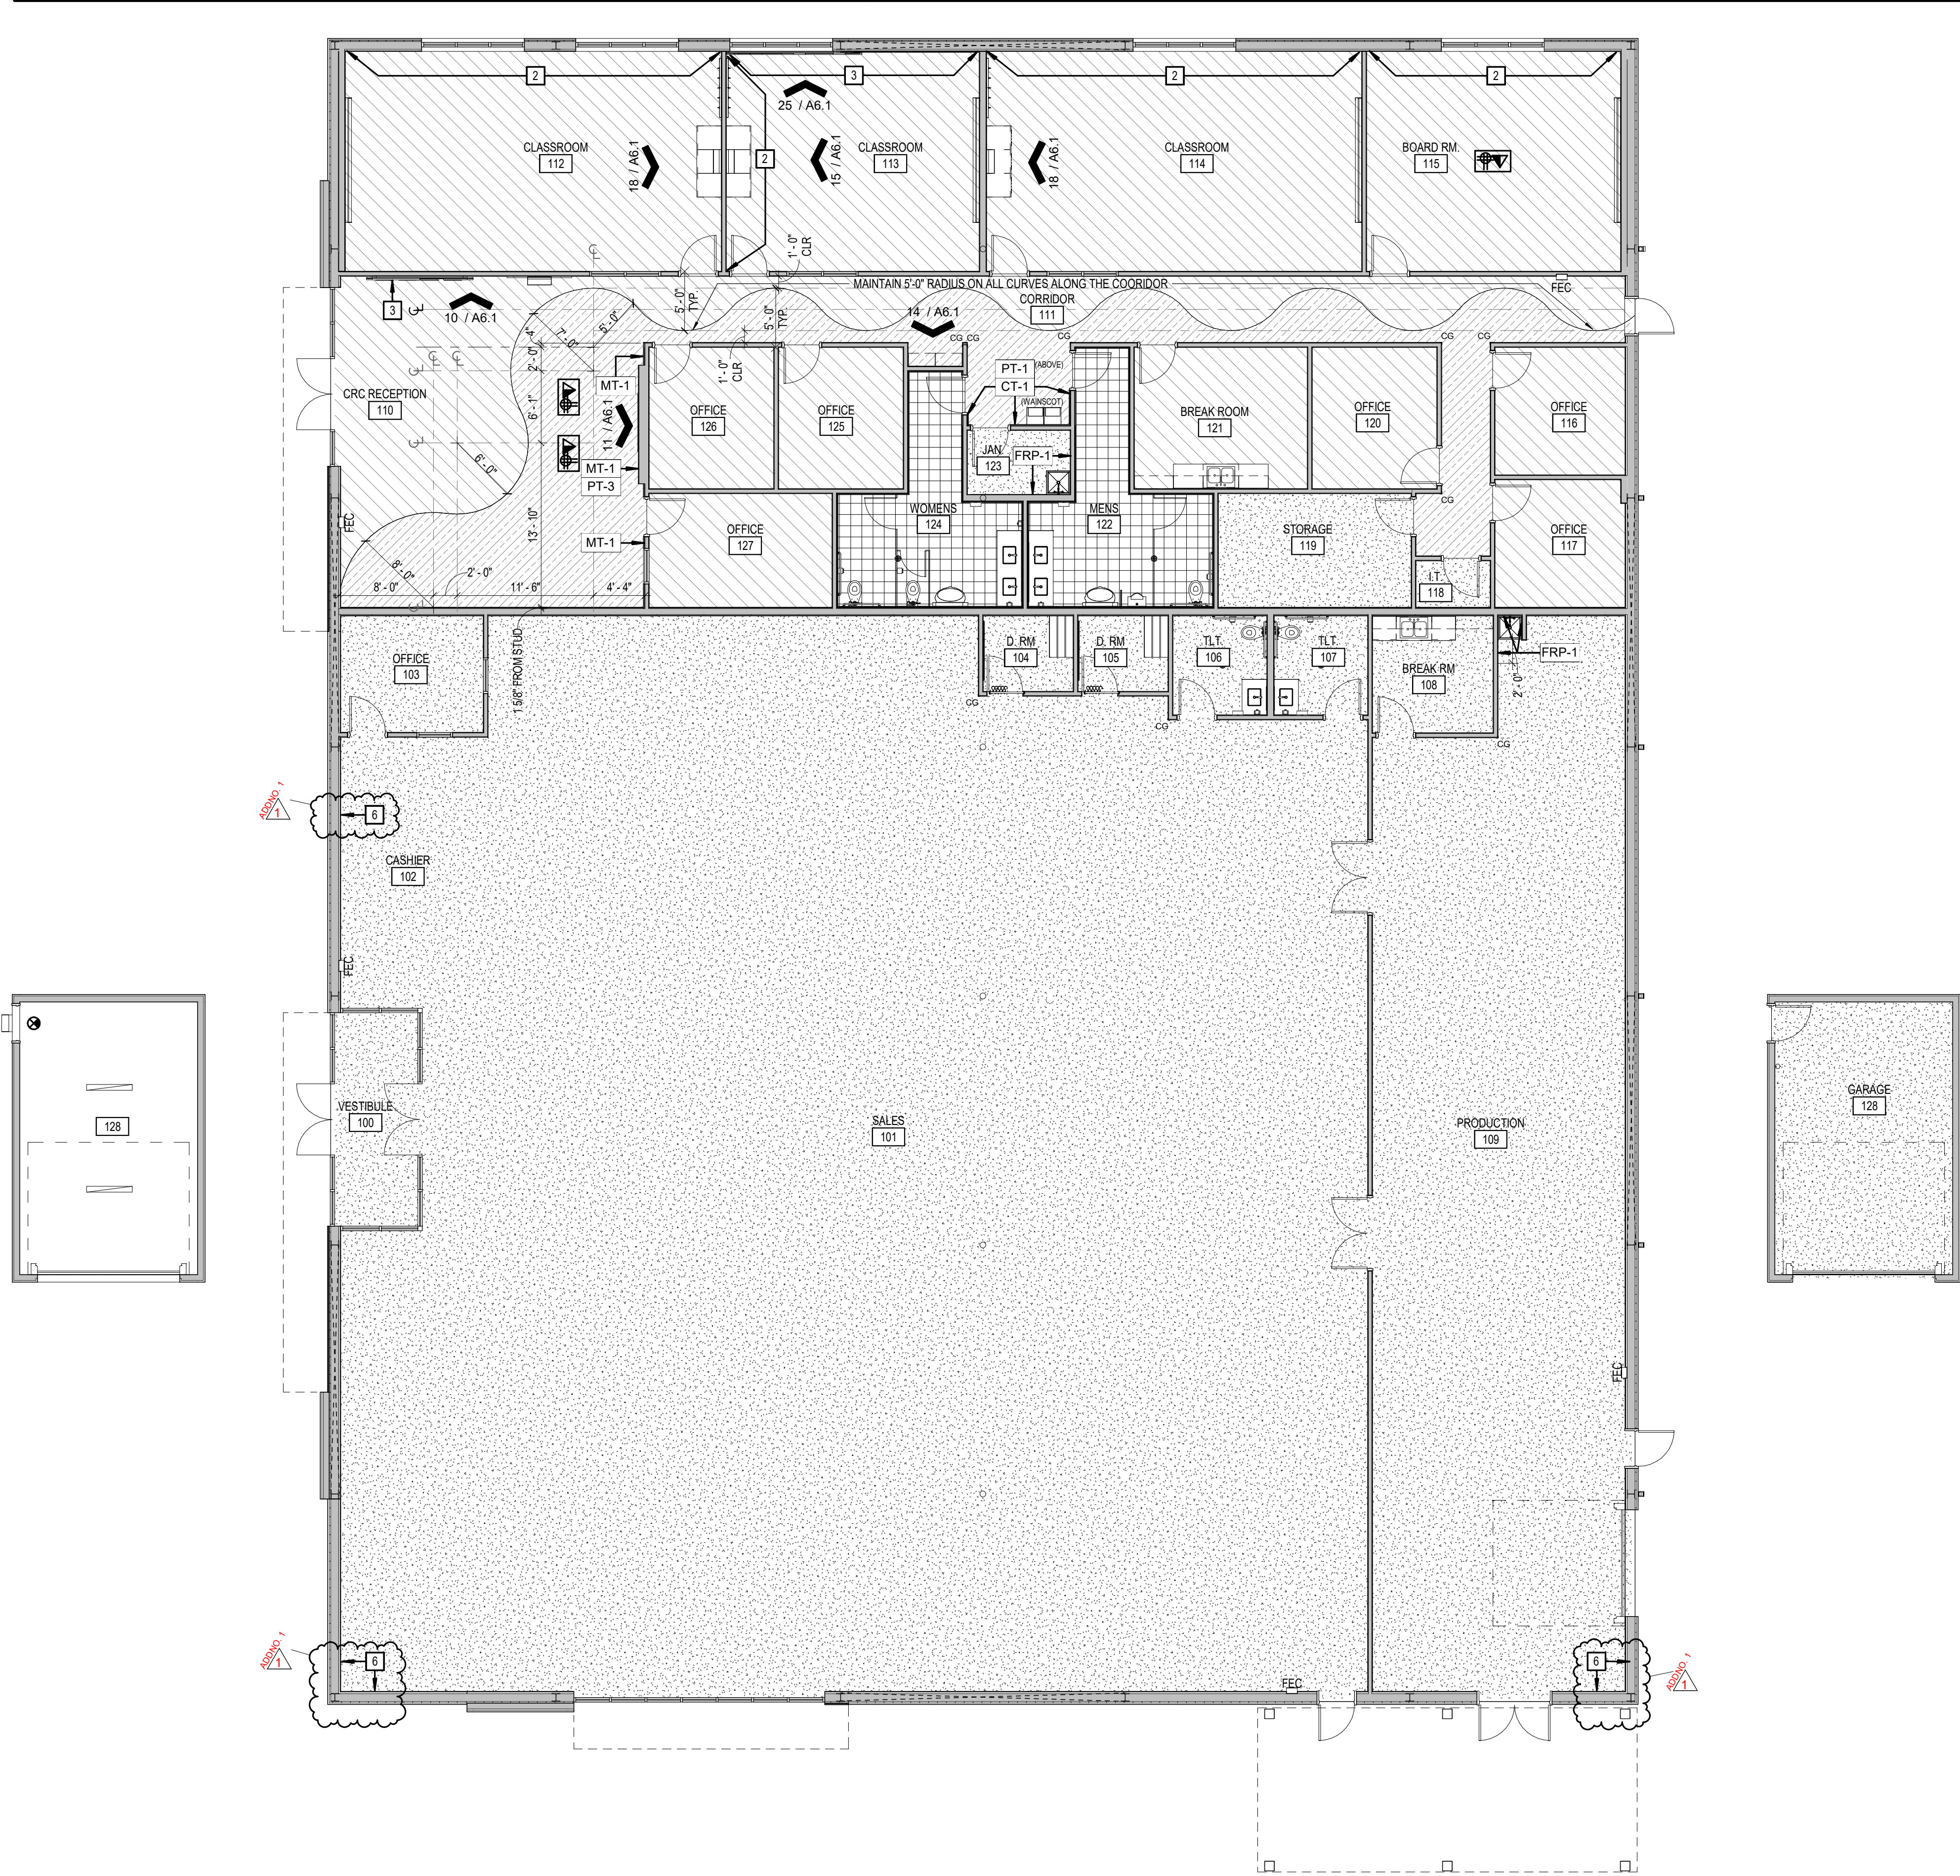 2
3
2
2
25 / A6.1
CLASSROOM
112
18 / A6.1
2
15 / A6.1
CLASSROOM
113
18 / A6.1
CLASSROOM
114
BOARD RM.
115
1' - 0"
CLR
MAINTAIN 5'-0" RADIUS ON ALL CURVES ALONG THE COORIDOR
FEC
3
10 / A6.1
5' - 0"
TYP.
5' - 0"
TYP.
14 / A6.1
CORRIDOR
111
4"
7' - 0"
5' - 0"
2' - 0"
1' - 0"
CLR
CG
CG
CG
CG
CG
MT-1
PT-1
(ABOVE)
CT-1
(WAINSCOT)
CRC RECEPTION
110
6' - 1"
11 / A6.1
OFFICE
126
OFFICE
125
BREAK ROOM
121
OFFICE
120
OFFICE
116
JAN.
123
FRP-1
6' - 0"
MT-1
PT-3
FEC
13' - 10"
MT-1
CG
OFFICE
127
WOMENS
124
MENS
122
STORAGE
119
OFFICE
117
8' - 0"
8' - 0"
2' - 0"
11' - 6"
4' - 4"
I.T.
118
1 5/8" FROM STUD
OFFICE
103
D. RM
104
D. RM
105
TLT.
106
TLT.
107
BREAK RM
108
FRP-1
2' - 0"
CG
CG
CG
ADDNO. 1
1
6
CASHIER
102
FEC
128
VESTIBULE
100
SALES
101
PRODUCTION
109
GARAGE
128
FEC
ADDNO. 1
1
6
6
ADDNO. 1
1
FEC